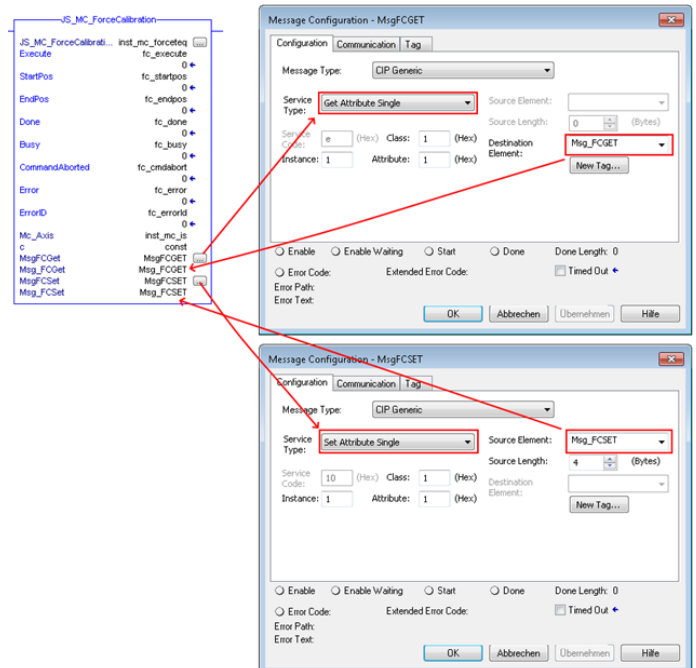 JS_MC_ForceCalibration
JS_MC_ForceCalibrati... inst_mc_forceteq ...
Execute fc_execute
0
StartPos fc_startpos
0
EndPos fc_endpos
0
Done fc_done
0
Busy fc_busy
0
CommandAborted fc_cmdabort
0
Error fc_error
0
ErrorID fc_errorId
0
Mc_Axis inst_mc_is
c const
MsgFCGet MsgFCGET ...
Msg_FCGet Msg_FCGET
MsgFCSet MsgFCSET ...
Msg_FCSet Msg_FCSET
Message Configuration - MsgFCGET
Configuration Communication Tag
Message Type: CIP Generic
Service Type: Get Attribute Single
Source Element:
Source Length: 0 (Bytes)
Service Code: e (Hex) Class: 1 (Hex)
Destination Element: Msg_FCGET
Instance: 1 Attribute: 1 (Hex)
New Tag...
Enable Enable Waiting Start Done Done Length: 0
Error Code: Extended Error Code: Timed Out
Error Path:
Error Text:
OK Abbrechen Übernehmen Hilfe
Message Configuration - MsgFCSET
Configuration Communication Tag
Message Type: CIP Generic
Service Type: Set Attribute Single
Source Element: Msg_FCSET
Source Length: 4 (Bytes)
Service Code: 10 (Hex) Class: 1 (Hex)
Destination Element:
Instance: 1 Attribute: 1 (Hex)
New Tag...
Enable Enable Waiting Start Done Done Length: 0
Error Code: Extended Error Code: Timed Out
Error Path:
Error Text:
OK Abbrechen Übernehmen Hilfe